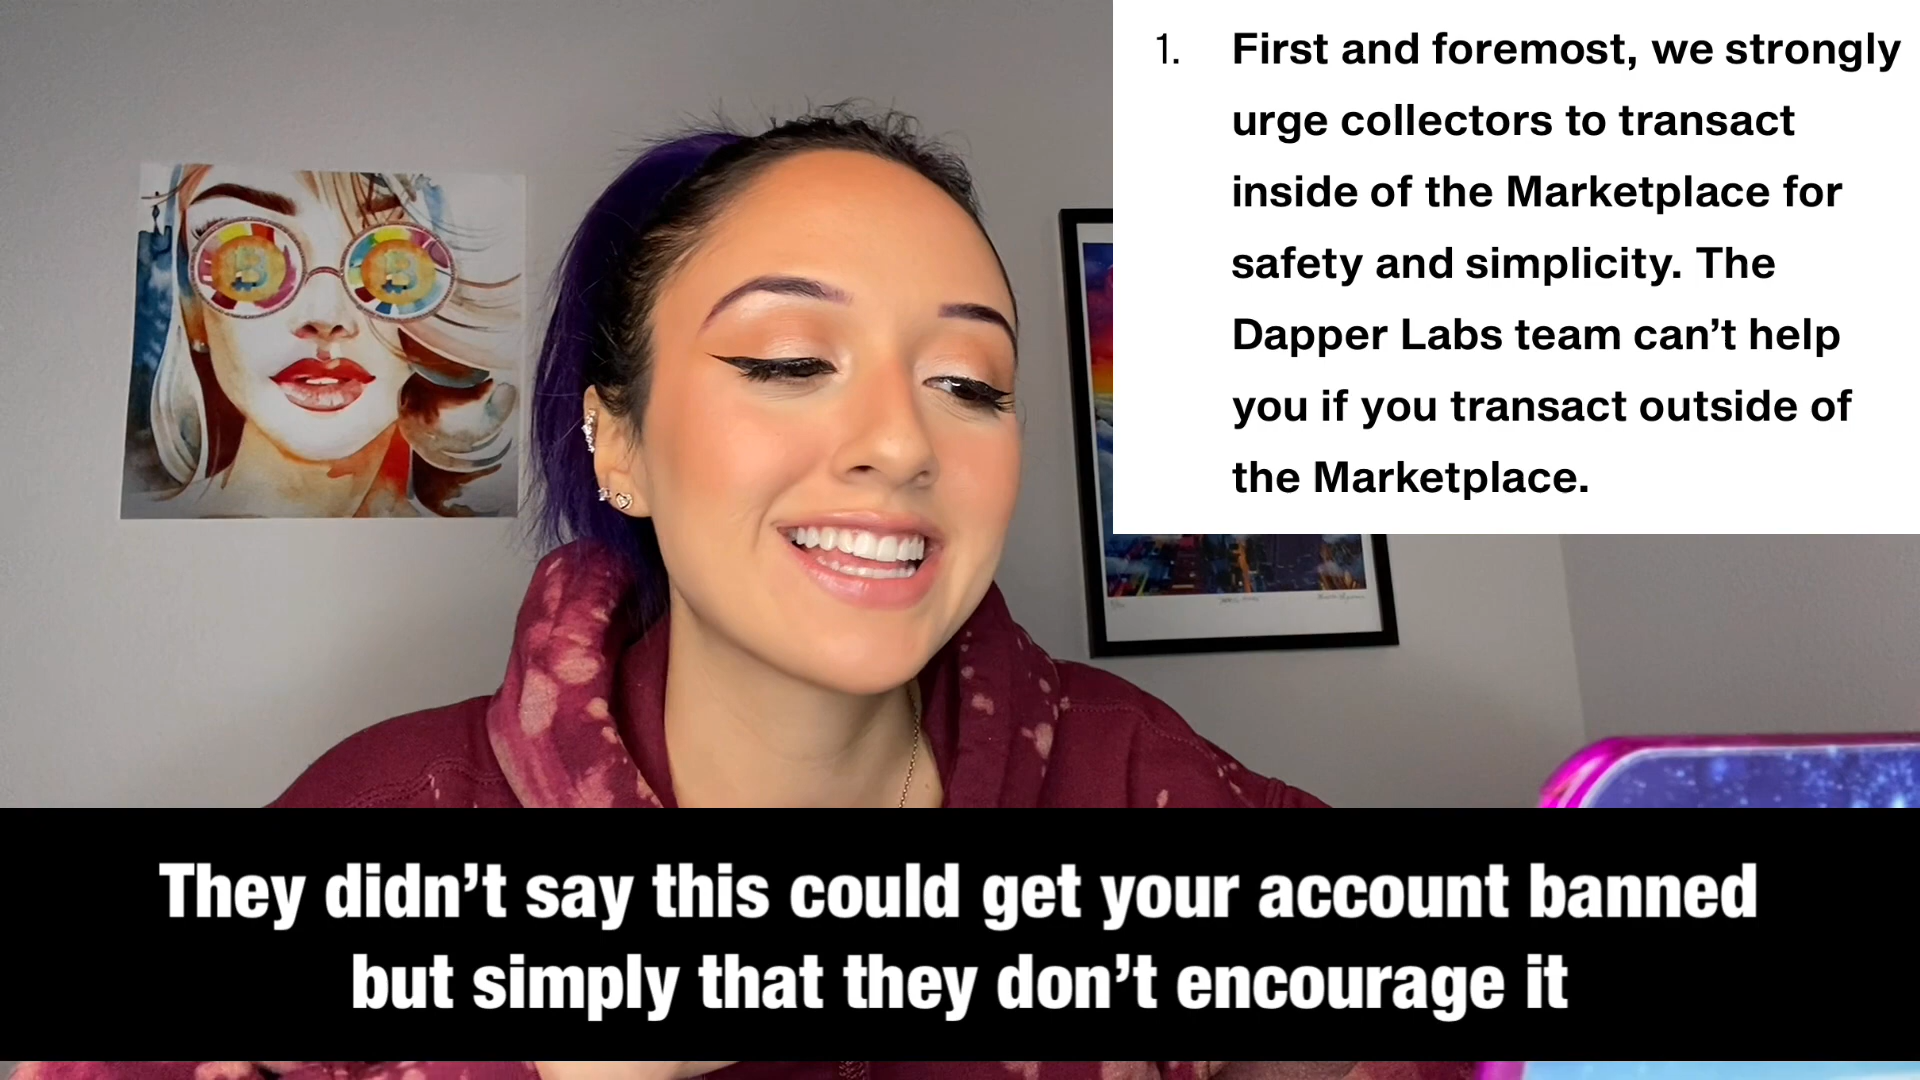 1. First and foremost, we strongly
urge collectors to transact
inside of the Marketplace for
safety and simplicity. The
Dapper Labs team can’t help
you if you transact outside of
the Marketplace.
They didn’t say this could get your account banned
but simply that they don’t encourage it